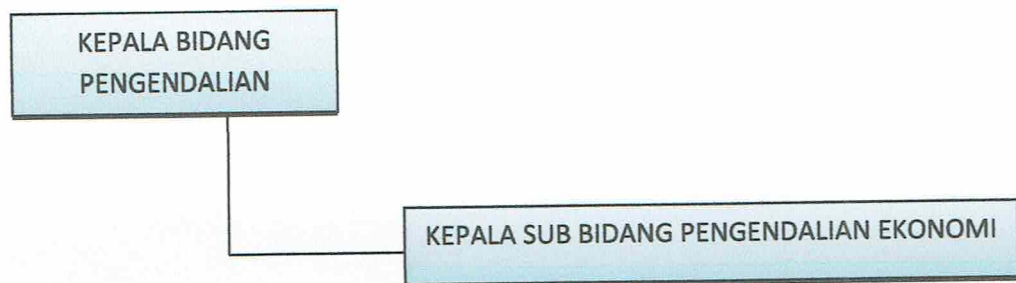 KEPALA BIDANG
PENGENDALIAN
KEPALA SUB BIDANG PENGENDALIAN EKONOMI